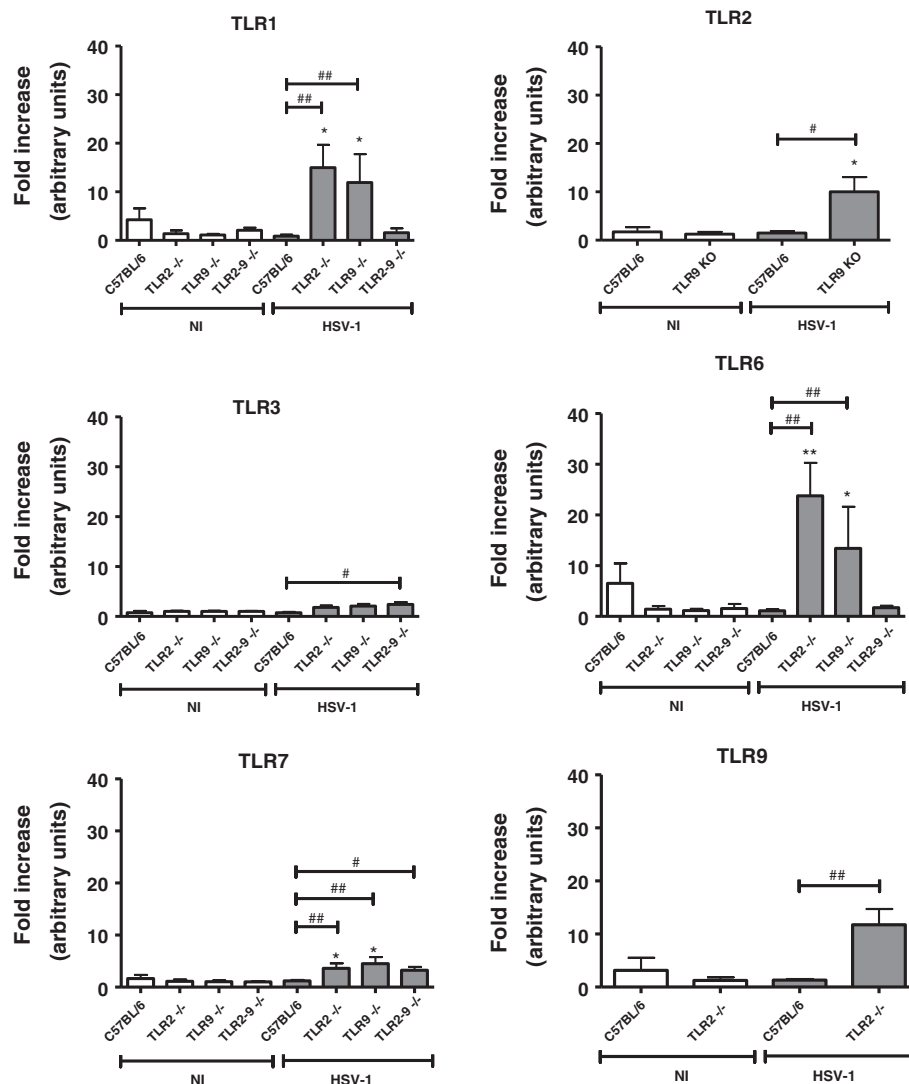 TLR1
Fold increase
(arbitrary units)
40
30
20
10
0
##
##
*
*
C57BL/6
TLR2 -/-
TLR9 -/-
TLR2-9 -/-
C57BL/6
TLR2 -/-
TLR9 -/-
TLR2-9 -/-
NI
HSV-1
TLR2
Fold increase
(arbitrary units)
40
30
20
10
0
#
*
C57BL/6
TLR9 KO
C57BL/6
TLR9 KO
NI
HSV-1
TLR3
Fold increase
(arbitrary units)
40
30
20
10
0
#
C57BL/6
TLR2 -/-
TLR9 -/-
TLR2-9 -/-
C57BL/6
TLR2 -/-
TLR9 -/-
TLR2-9 -/-
NI
HSV-1
TLR6
Fold increase
(arbitrary units)
40
30
20
10
0
##
##
**
*
C57BL/6
TLR2 -/-
TLR9 -/-
TLR2-9 -/-
C57BL/6
TLR2 -/-
TLR9 -/-
TLR2-9 -/-
NI
HSV-1
TLR7
Fold increase
(arbitrary units)
40
30
20
10
0
#
##
##
*
*
C57BL/6
TLR2 -/-
TLR9 -/-
TLR2-9 -/-
C57BL/6
TLR2 -/-
TLR9 -/-
TLR2-9 -/-
NI
HSV-1
TLR9
Fold increase
(arbitrary units)
40
30
20
10
0
##
C57BL/6
TLR2 -/-
C57BL/6
TLR2 -/-
NI
HSV-1